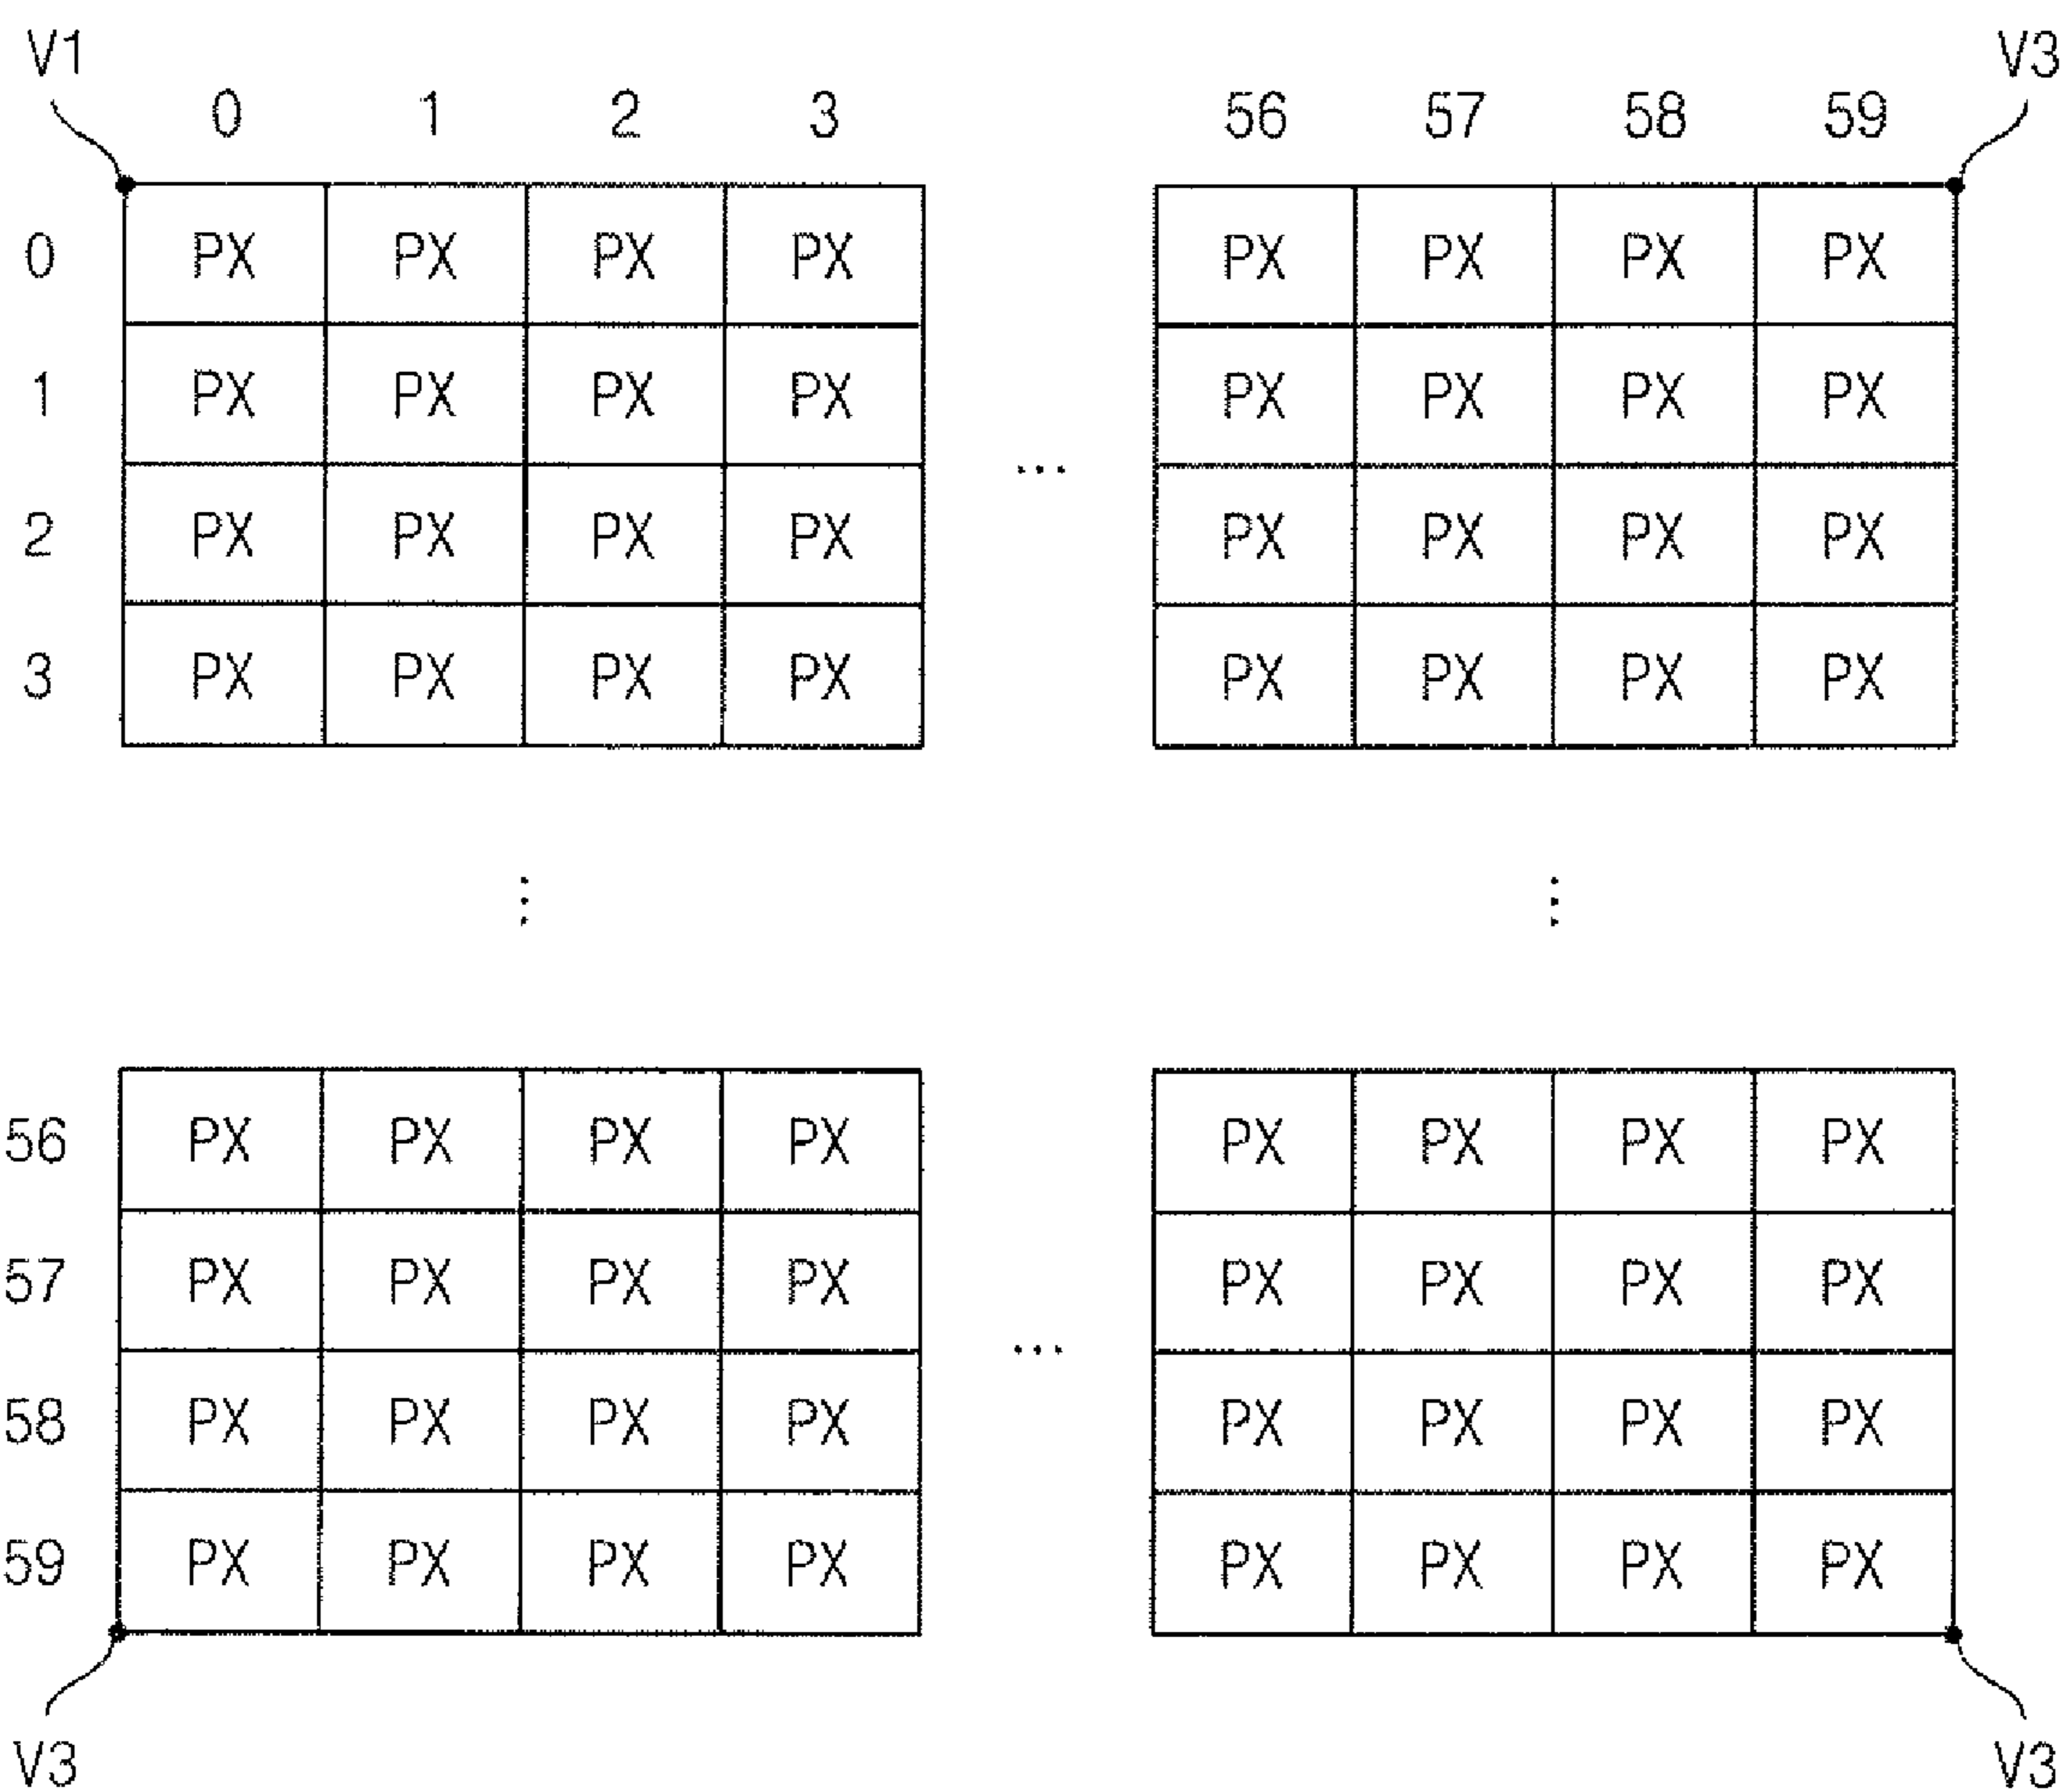 V1 V3
0 1 2 3 56 57 58 59
0 PX PX PX PX PX PX PX PX
1 PX PX PX PX ... PX PX PX PX
2 PX PX PX PX PX PX PX PX
3 PX PX PX PX PX PX PX PX
⋮ ⋮
56 PX PX PX PX PX PX PX PX
57 PX PX PX PX ... PX PX PX PX
58 PX PX PX PX PX PX PX PX
59 PX PX PX PX PX PX PX PX
V3 V3